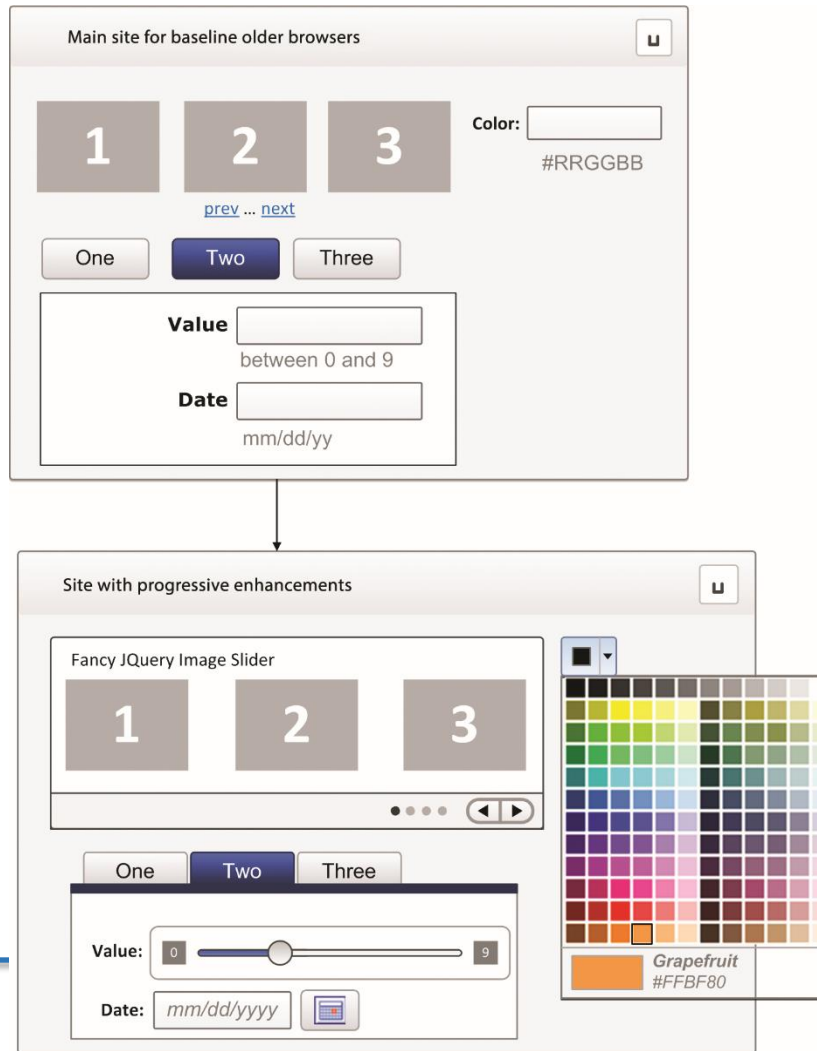 Main site for baseline older browsers
u
1 2 3
Color:
#RRGGBB
prev ... next
One Two Three
Value
between 0 and 9
Date
mm/dd/yy
Site with progressive enhancements
u
Fancy JQuery Image Slider
1 2 3
One Two Three
Value: 0 9
Date: mm/dd/yyyy
Grapefruit
#FFBF80